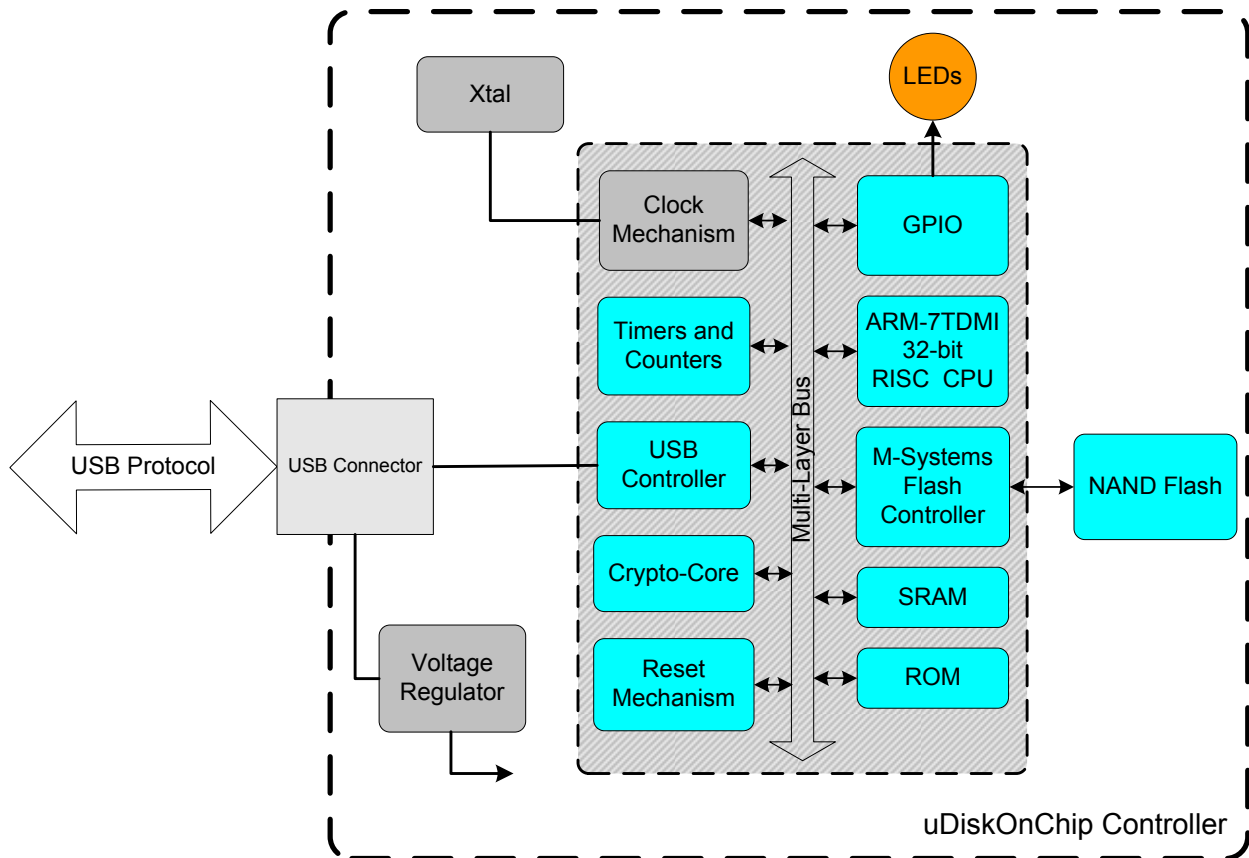 LEDs
Xtal
Clock
Mechanism
GPIO
Timers and
Counters
ARM-7TDMI
32-bit
RISC CPU
Multi-Layer Bus
USB Protocol
USB Connector
USB
Controller
M-Systems
Flash
Controller
NAND Flash
Crypto-Core
SRAM
Voltage
Regulator
Reset
Mechanism
ROM
uDiskOnChip Controller